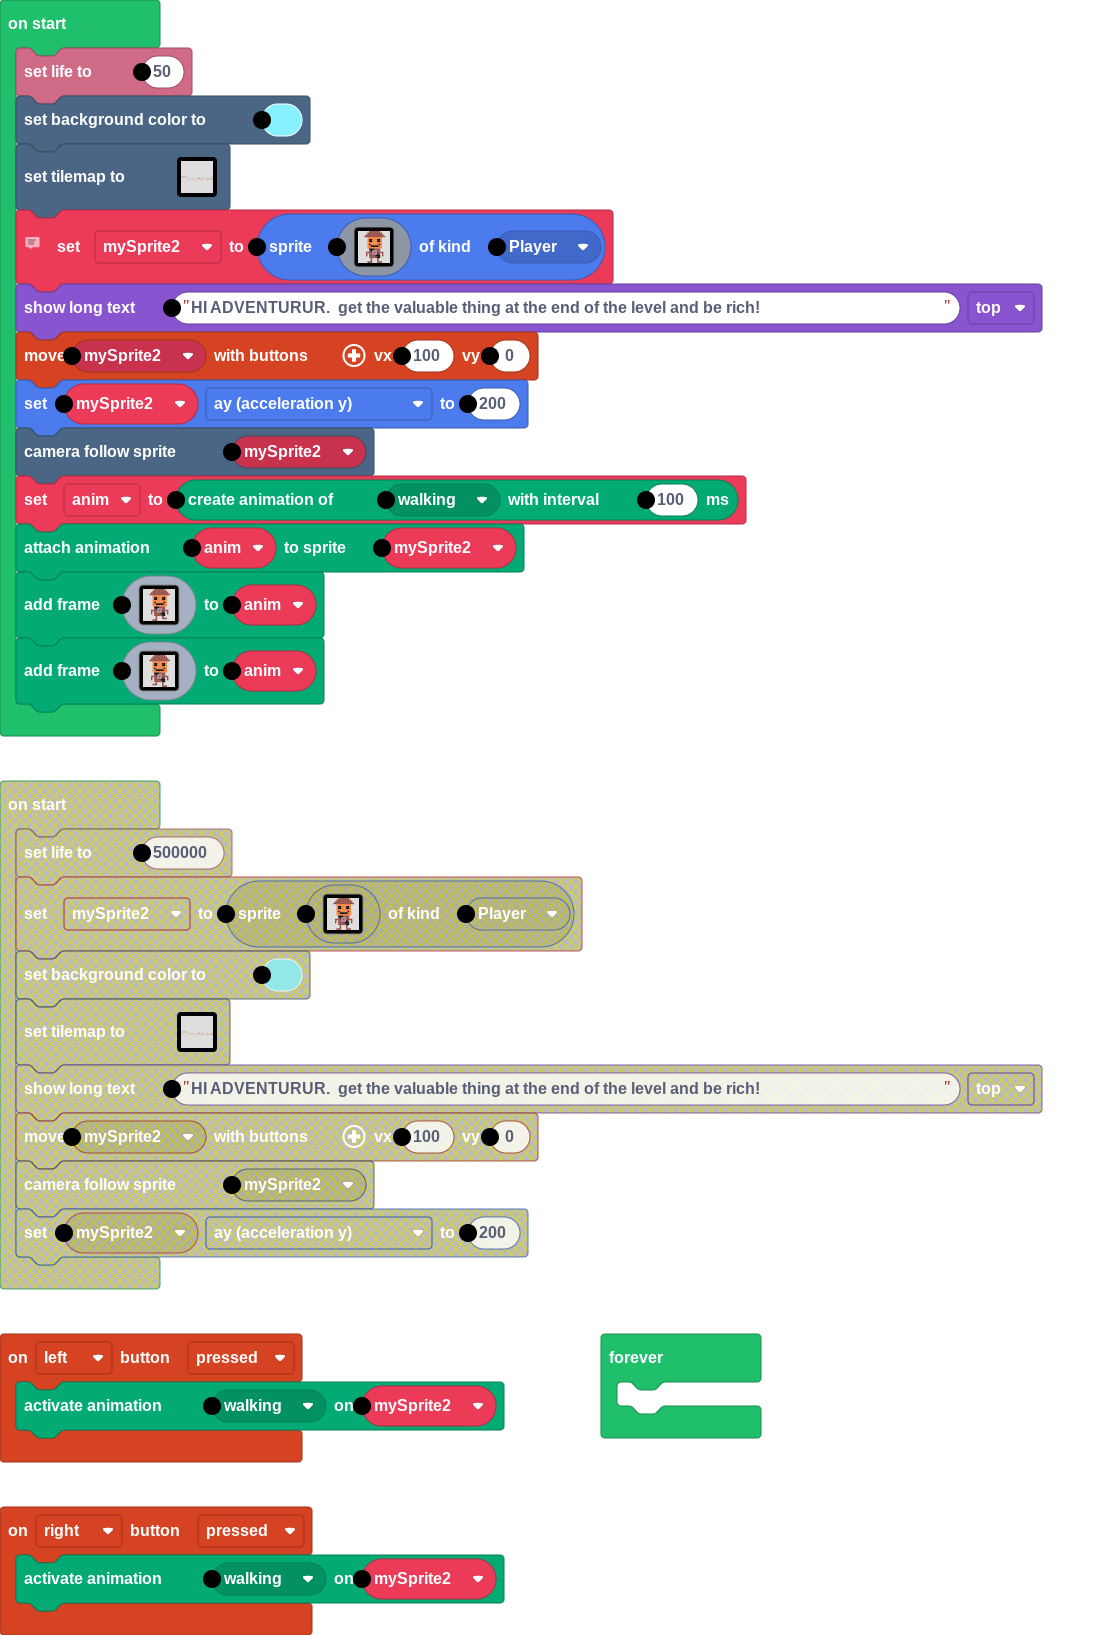 on start
set life to 50
set background color to
set tilemap to
set mySprite2 to sprite of kind Player
show long text "HI ADVENTURUR.  get the valuable thing at the end of the level and be rich! " top
move mySprite2 with buttons vx 100 vy 0
set mySprite2 ay (acceleration y) to 200
camera follow sprite mySprite2
set anim to create animation of walking with interval 100 ms
attach animation anim to sprite mySprite2
add frame to anim
add frame to anim
on start
set life to 500000
set mySprite2 to sprite of kind Player
set background color to
set tilemap to
show long text "HI ADVENTURUR.  get the valuable thing at the end of the level and be rich! " top
move mySprite2 with buttons vx 100 vy 0
camera follow sprite mySprite2
set mySprite2 ay (acceleration y) to 200
on left button pressed
activate animation walking on mySprite2
forever
on right button pressed
activate animation walking on mySprite2